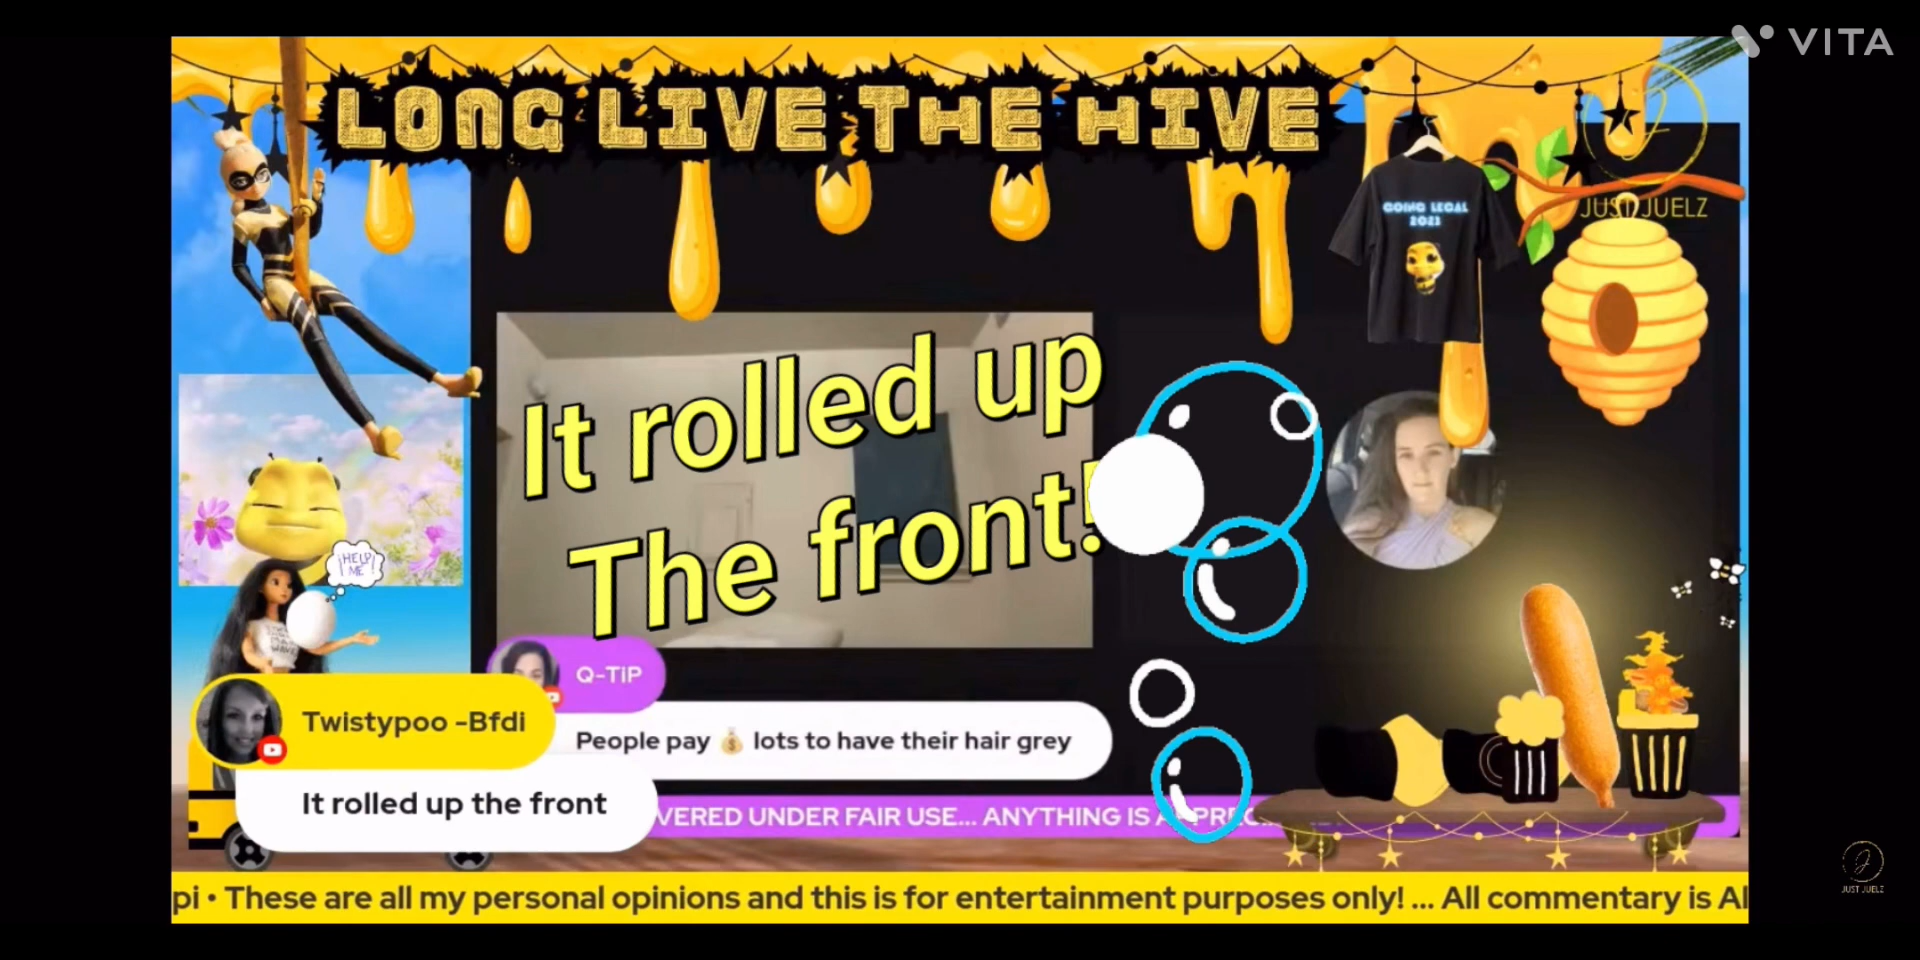 VITA
LONG LIVE THE HIVE
GOING LEGAL
2023
JUST JUELZ
It rolled up
The front!
HELP
ME
Q-TiP
Twistypoo -Bfdi
People pay 💰 lots to have their hair grey
It rolled up the front
VERED UNDER FAIR USE... ANYTHING IS APPREC
JUST JUELZ
pi • These are all my personal opinions and this is for entertainment purposes only! ... All commentary is Al